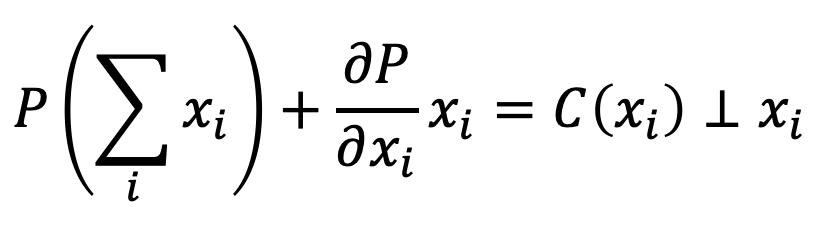 P(∑_i x_i) + ∂P/∂x_i x_i = C(x_i) ⊥ x_i